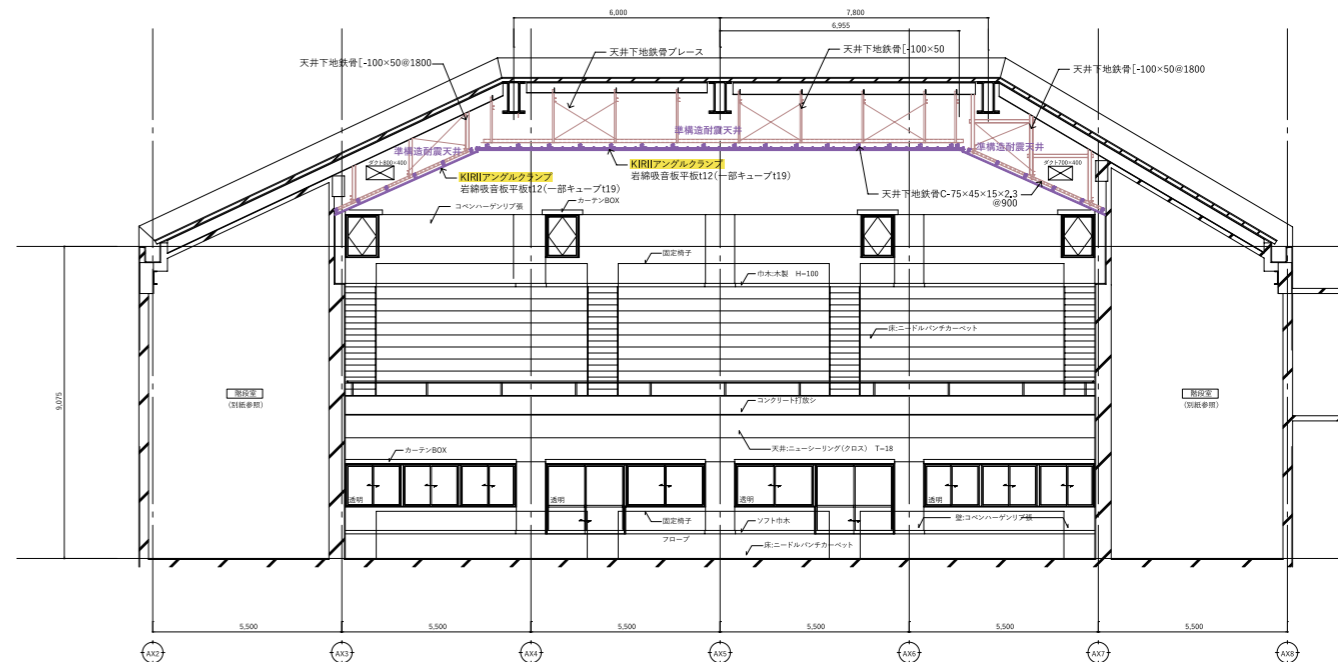 6,000
7,800
6,955
天井下地鉄骨ブレース
天井下地鉄骨[-100×50
天井下地鉄骨[-100×50@1800
天井下地鉄骨[-100×50@1800
準構造耐震天井
準構造耐震天井
準構造耐震天井
ダクト800×400
ダクト700×400
KIRIIアングルクランプ
岩綿吸音板平板t12(一部キューブt19)
KIRIIアングルクランプ
岩綿吸音板平板t12(一部キューブt19)
天井下地鉄骨C-75×45×15×2.3
@900
コペンハーゲンリブ張
カーテンBOX
固定椅子
巾木:木製 H=100
床:ニードルパンチカーペット
9,075
階段室
(別紙参照)
階段室
(別紙参照)
コンクリート打放シ
天井:ニューシーリング(クロス) T=18
カーテンBOX
透明
透明
透明
透明
固定椅子
ソフト巾木
壁:コペンハーゲンリブ張
フロープ
床:ニードルパンチカーペット
5,500
5,500
5,500
5,500
5,500
5,500
AX2
AX3
AX4
AX5
AX6
AX7
AX8